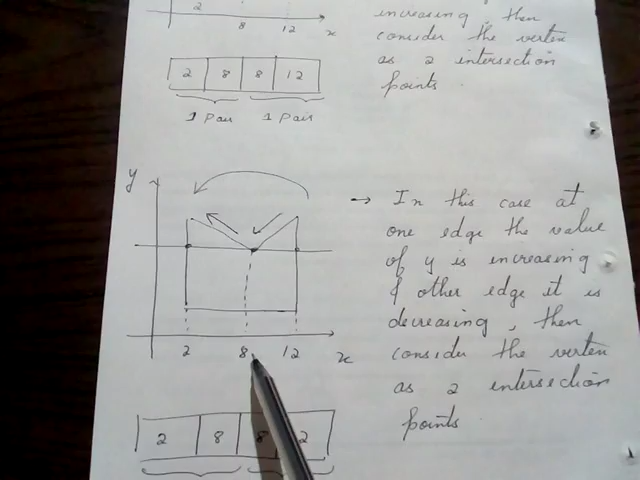 2
8
12
x
increasing, then
consider the vertex
as 2 intersection
points.
2 8 8 12
1 Pair 1 Pair
y
→ In this case at
one edge the value
of y is increasing
& other edge it is
decreasing, then
consider the vertex
as 2 intersection
points.
2 8 12 x
2 8 8 2